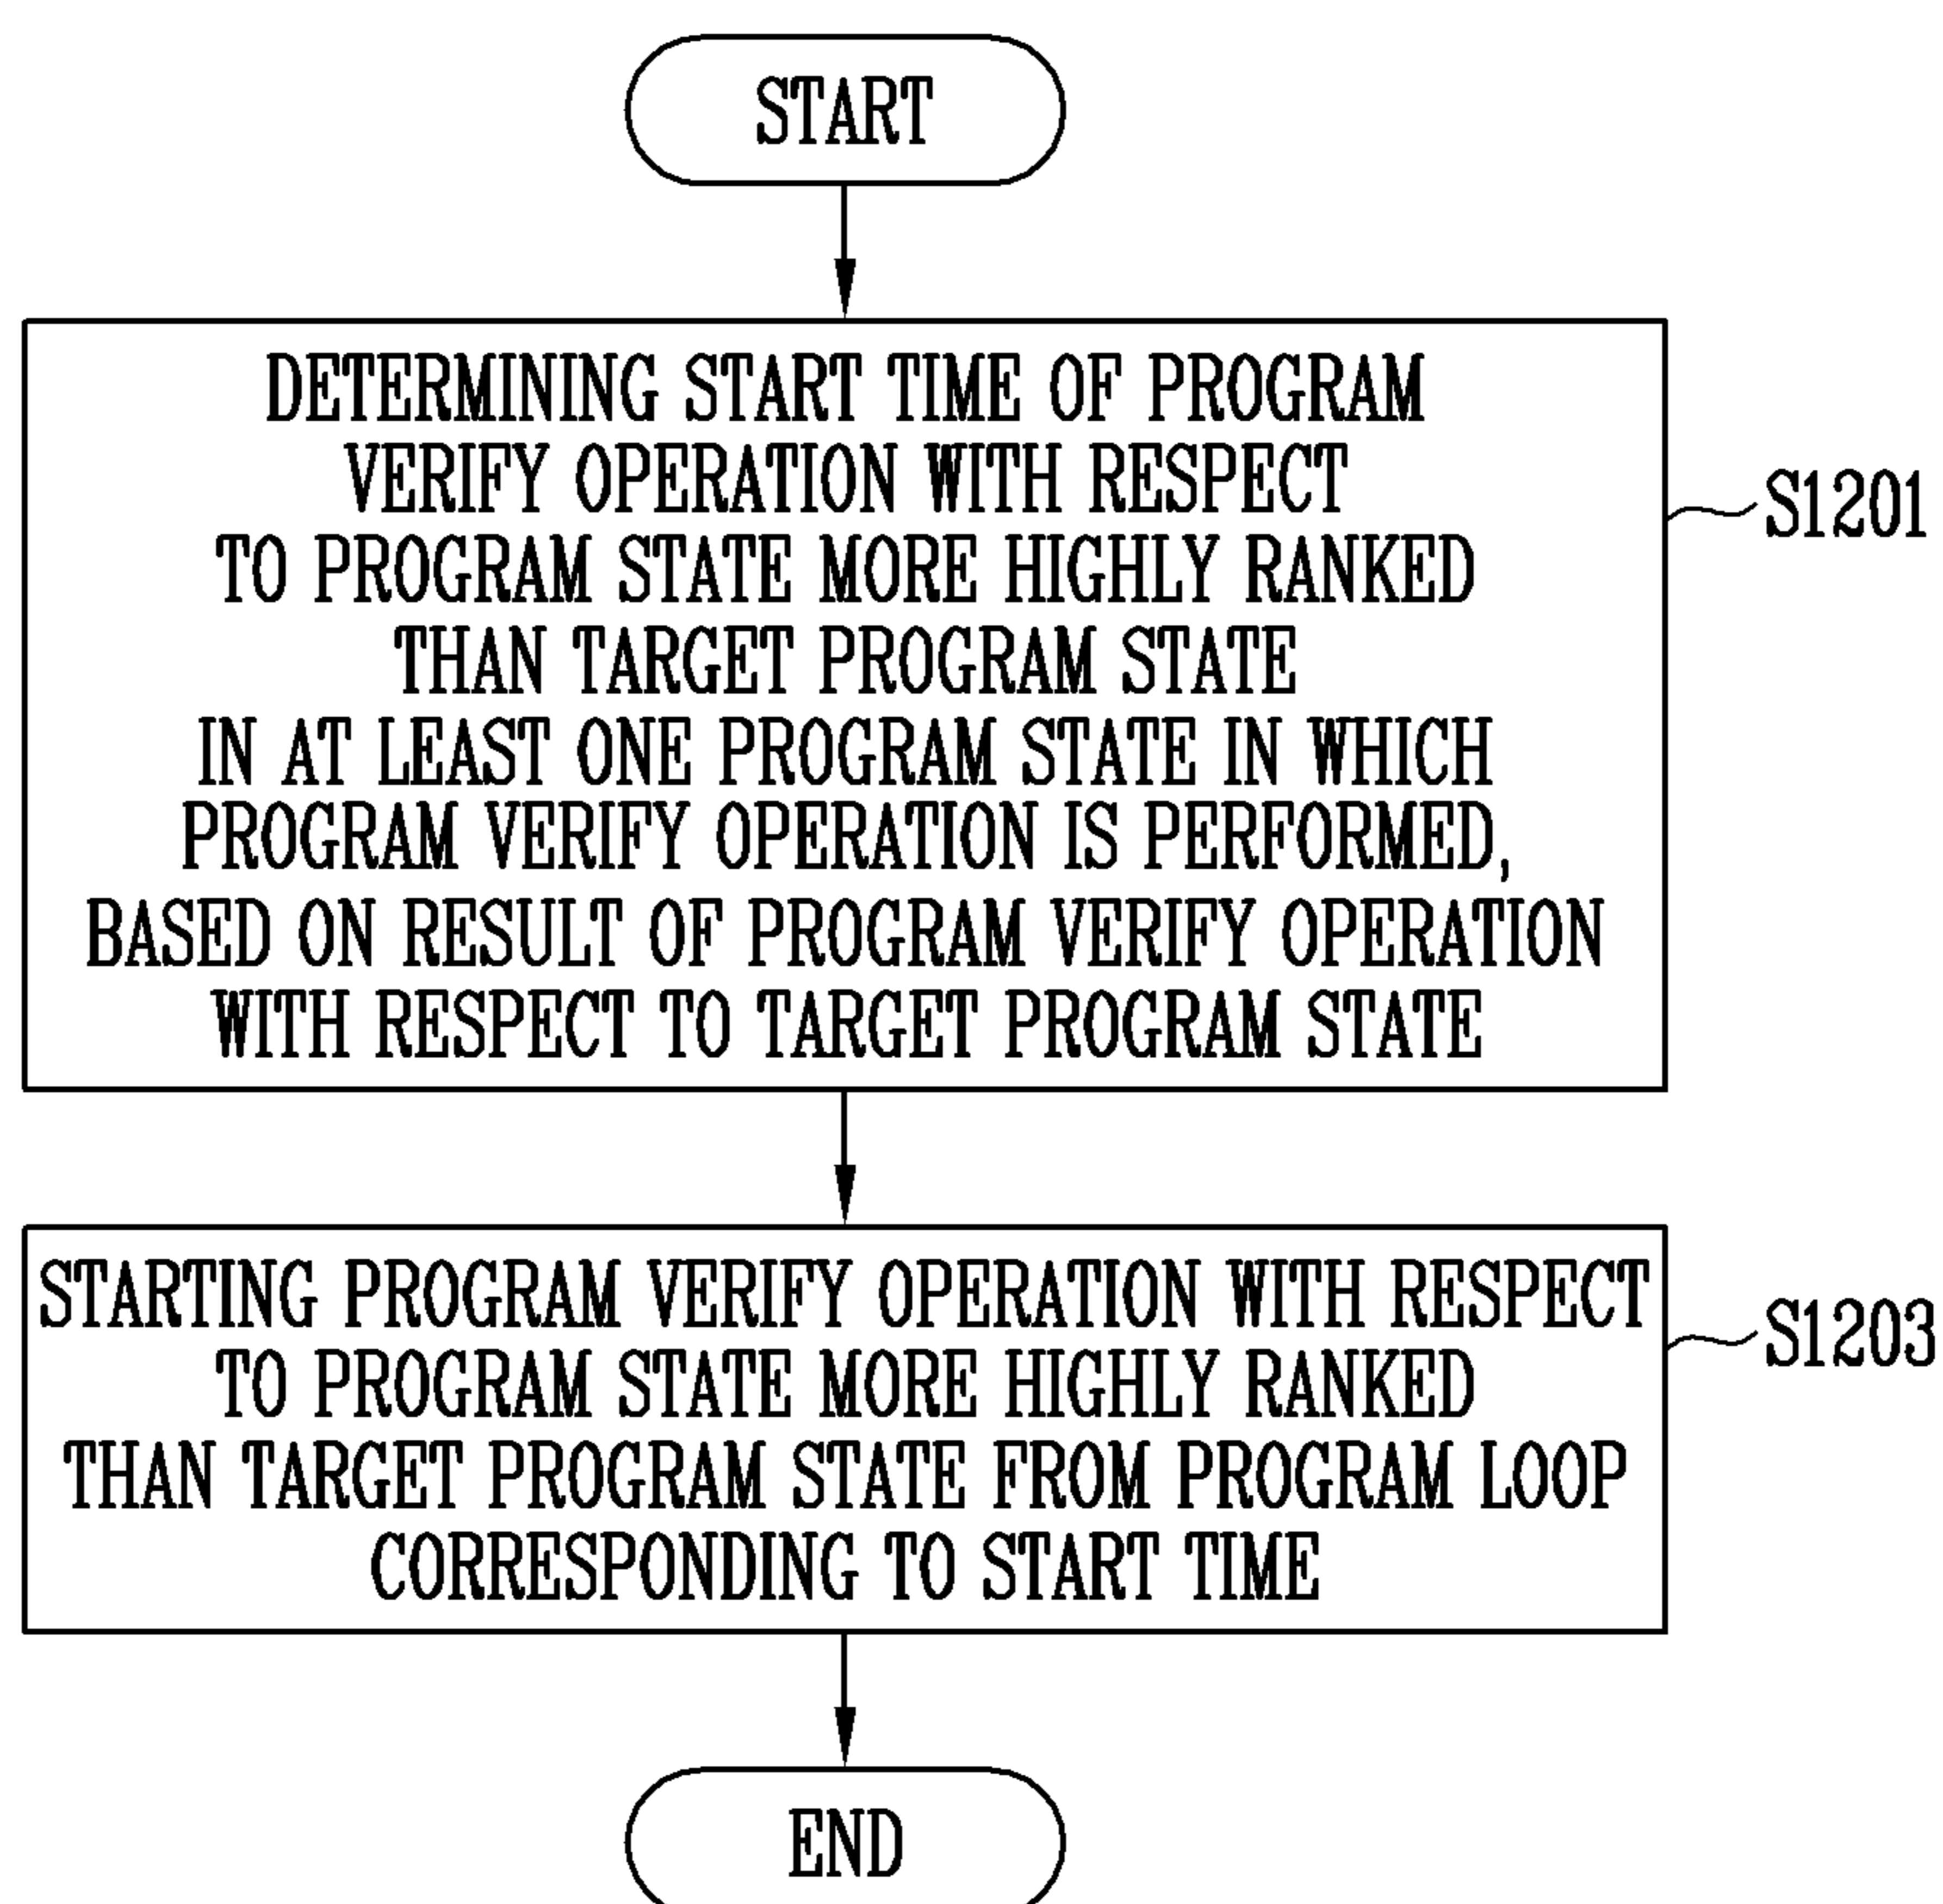 START
DETERMINING START TIME OF PROGRAM
VERIFY OPERATION WITH RESPECT
TO PROGRAM STATE MORE HIGHLY RANKED
THAN TARGET PROGRAM STATE
IN AT LEAST ONE PROGRAM STATE IN WHICH
PROGRAM VERIFY OPERATION IS PERFORMED,
BASED ON RESULT OF PROGRAM VERIFY OPERATION
WITH RESPECT TO TARGET PROGRAM STATE
S1201
STARTING PROGRAM VERIFY OPERATION WITH RESPECT
TO PROGRAM STATE MORE HIGHLY RANKED
THAN TARGET PROGRAM STATE FROM PROGRAM LOOP
CORRESPONDING TO START TIME
S1203
END